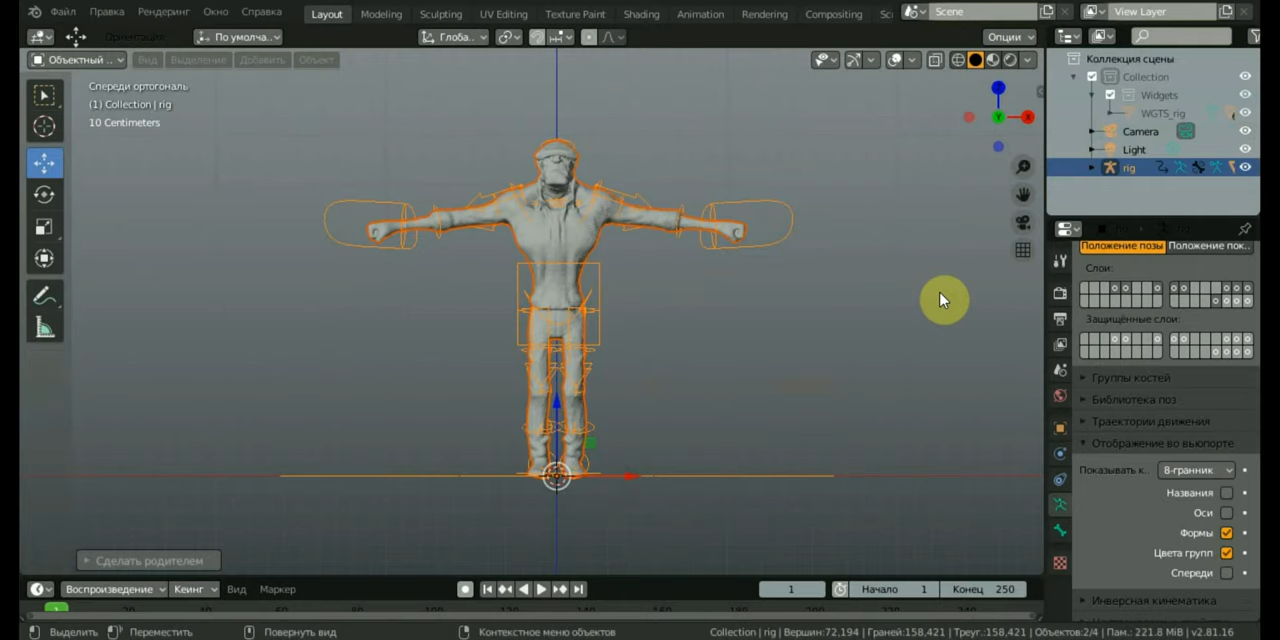 Файл Правка Рендеринг Окно Справка Layout Modeling Sculpting UV Editing Texture Paint Shading Animation Rendering Compositing Sc Scene View Layer
Ориентация По умолча.. Глоба.. Опции
Объектный .. Вид Выделение Добавить Объект
Спереди ортогональ
(1) Collection | rig
10 Centimeters
Z
Y
X
Коллекция сцены
Collection
Widgets
WGTS_rig
Camera
Light
rig
Положение позы Положение пок..
Слои:
Защищённые слои:
Группы костей
Библиотека поз
Траектории движения
Отображение во вьюпорте
Показывать к.. 8-гранник
Названия
Оси
Формы
Цвета групп
Спереди
Инверсная кинематика
Сделать родителем
Воспроизведение Кеинг Вид Маркер 1 Начало 1 Конец 250
Выделить Переместить Повернуть вид Контекстное меню объектов Collection | rig | Вершин:72,194 | Граней:158,421 | Треуг.:158,421 | Объектов:2/4 | Пам.: 221.8 MiB | v2.81.16